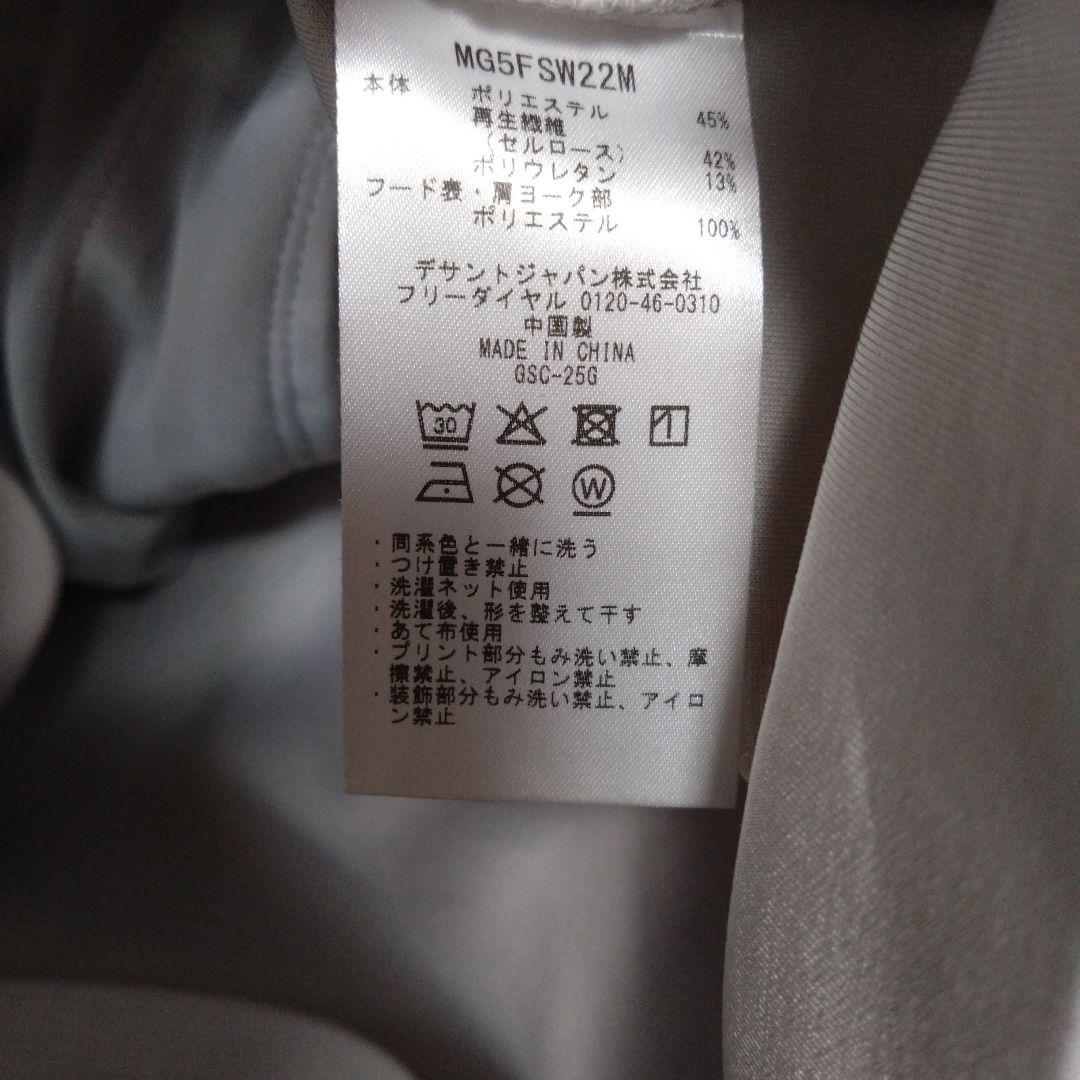 MG5FSW22M
本体 ポリエステル 45%
再生繊維
(セルロース) 42%
ポリウレタン 13%
フード表・肩ヨーク部
ポリエステル 100%
デサントジャパン株式会社
フリーダイヤル 0120-46-0310
中国製
MADE IN CHINA
GSC-25G
30
W
・同系色と一緒に洗う
・つけ置き禁止
・洗濯ネット使用
・洗濯後、形を整えて干す
・あて布使用
・プリント部分もみ洗い禁止、摩
擦禁止、アイロン禁止
・装飾部分もみ洗い禁止、アイロ
ン禁止